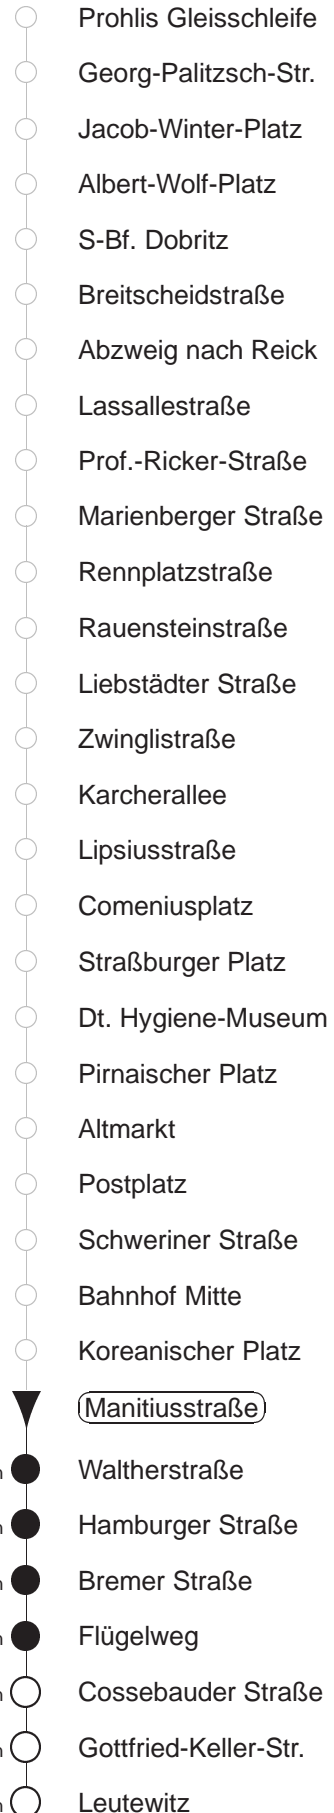 Prohlis Gleisschleife
Georg-Palitzsch-Str.
Jacob-Winter-Platz
Albert-Wolf-Platz
S-Bf. Dobritz
Breitscheidstraße
Abzweig nach Reick
Lassallestraße
Prof.-Ricker-Straße
Marienberger Straße
Rennplatzstraße
Rauensteinstraße
Liebstädter Straße
Zwinglistraße
Karcherallee
Lipsiusstraße
Comeniusplatz
Straßburger Platz
Dt. Hygiene-Museum
Pirnaischer Platz
Altmarkt
Postplatz
Schweriner Straße
Bahnhof Mitte
Koreanischer Platz
Manitiusstraße
Waltherstraße
Hamburger Straße
Bremer Straße
Flügelweg
Cossebauder Straße
Gottfried-Keller-Str.
Leutewitz